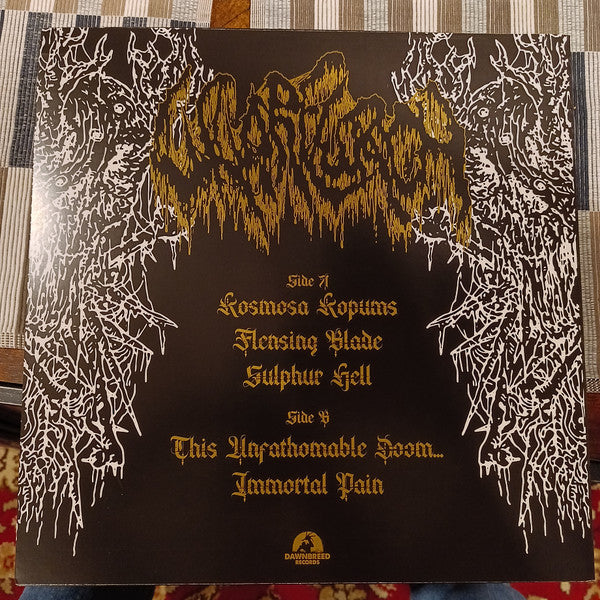 Side A
Kosmosa Kopums
Flensing Blade
Sulphur Hell
Side B
This Unfathomable Doom...
Immortal Pain
DAWNBREED
RECORDS